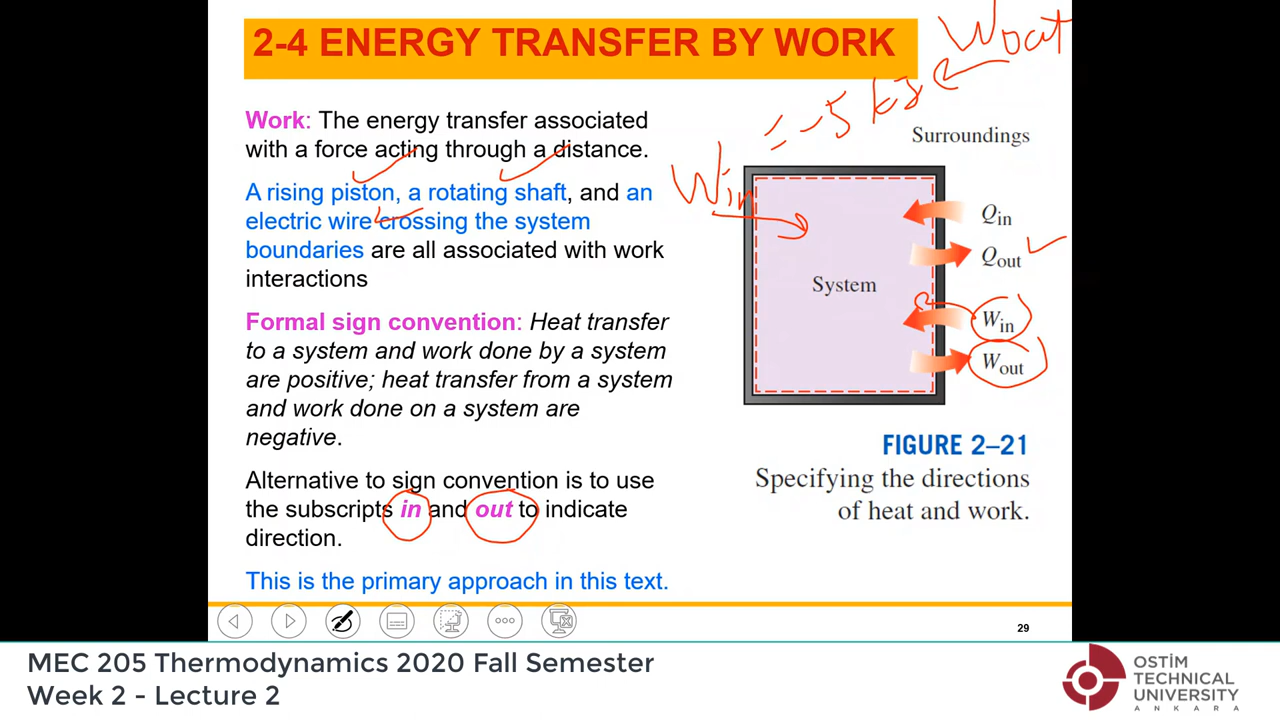 2-4 ENERGY TRANSFER BY WORK
Wout
= -5 kJ
Win
Work: The energy transfer associated
with a force acting through a distance.
A rising piston, a rotating shaft, and an
electric wire crossing the system
boundaries are all associated with work
interactions
Formal sign convention: Heat transfer
to a system and work done by a system
are positive; heat transfer from a system
and work done on a system are
negative.
Alternative to sign convention is to use
the subscripts in and out to indicate
direction.
This is the primary approach in this text.
Surroundings
System
Qin
Qout
Win
Wout
FIGURE 2–21
Specifying the directions
of heat and work.
29
MEC 205 Thermodynamics 2020 Fall Semester
Week 2 - Lecture 2
OSTİM
TECHNICAL
UNIVERSITY
ANKARA